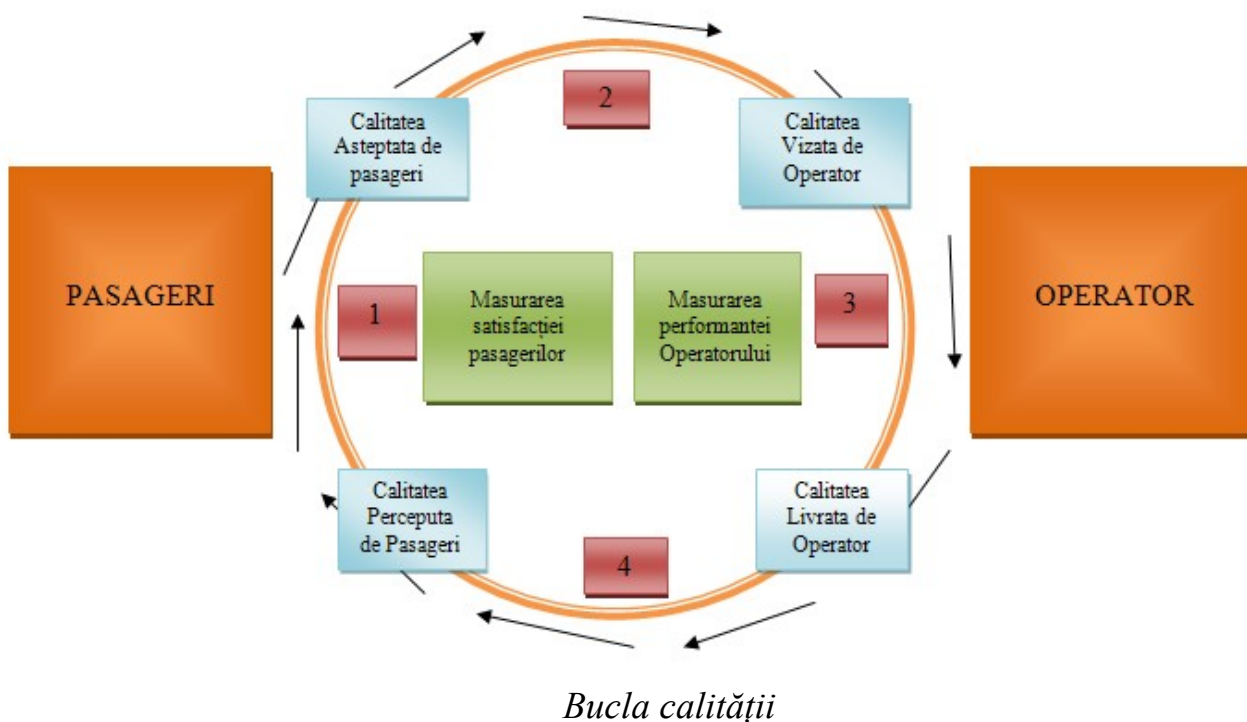 2
Calitatea
Asteptata de
pasageri
Calitatea
Vizata de
Operator
PASAGERI
1
Masurarea
satisfacției
pasagerilor
Masurarea
performantei
Operatorului
3
OPERATOR
Calitatea
Perceputa
de Pasageri
Calitatea
Livrata de
Operator
4
Bucla calității